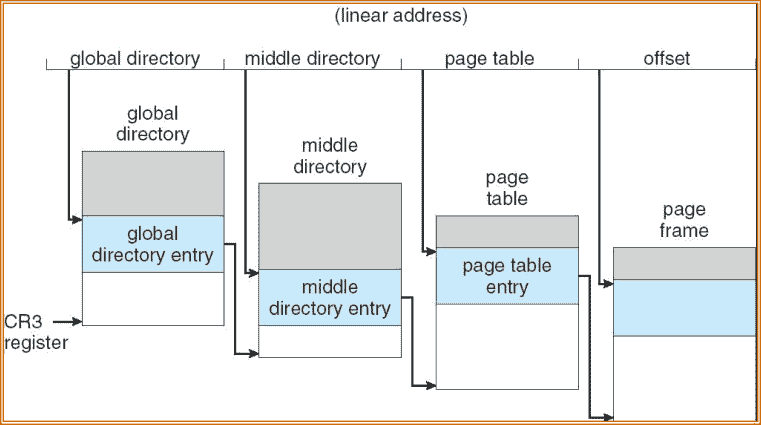 (linear address)
global directory
middle directory
page table
offset
global
directory
middle
directory
page
table
page
frame
global
directory entry
middle
directory entry
page table
entry
CR3
register